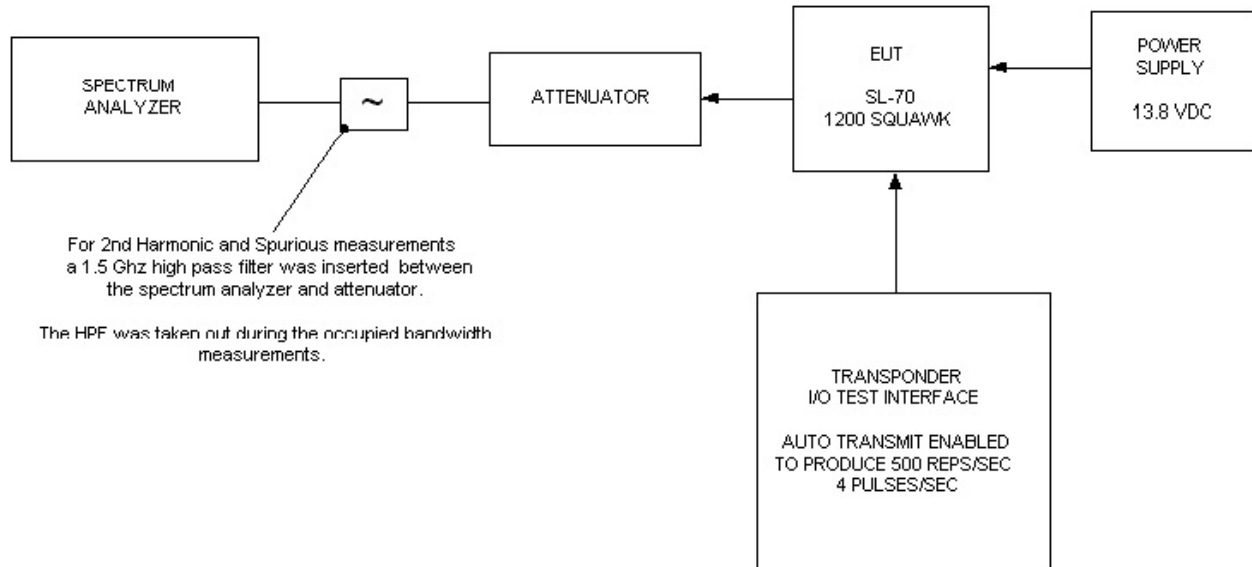 SPECTRUM
ANALYZER
~
ATTENUATOR
EUT
SL-70
1200 SQUAWK
POWER
SUPPLY
13.8 VDC
For 2nd Harmonic and Spurious measurements
a 1.5 Ghz high pass filter was inserted between
the spectrum analyzer and attenuator.
The HPF was taken out during the occupied bandwidth
measurements.
TRANSPONDER
I/O TEST INTERFACE
AUTO TRANSMIT ENABLED
TO PRODUCE 500 REPS/SEC
4 PULSES/SEC